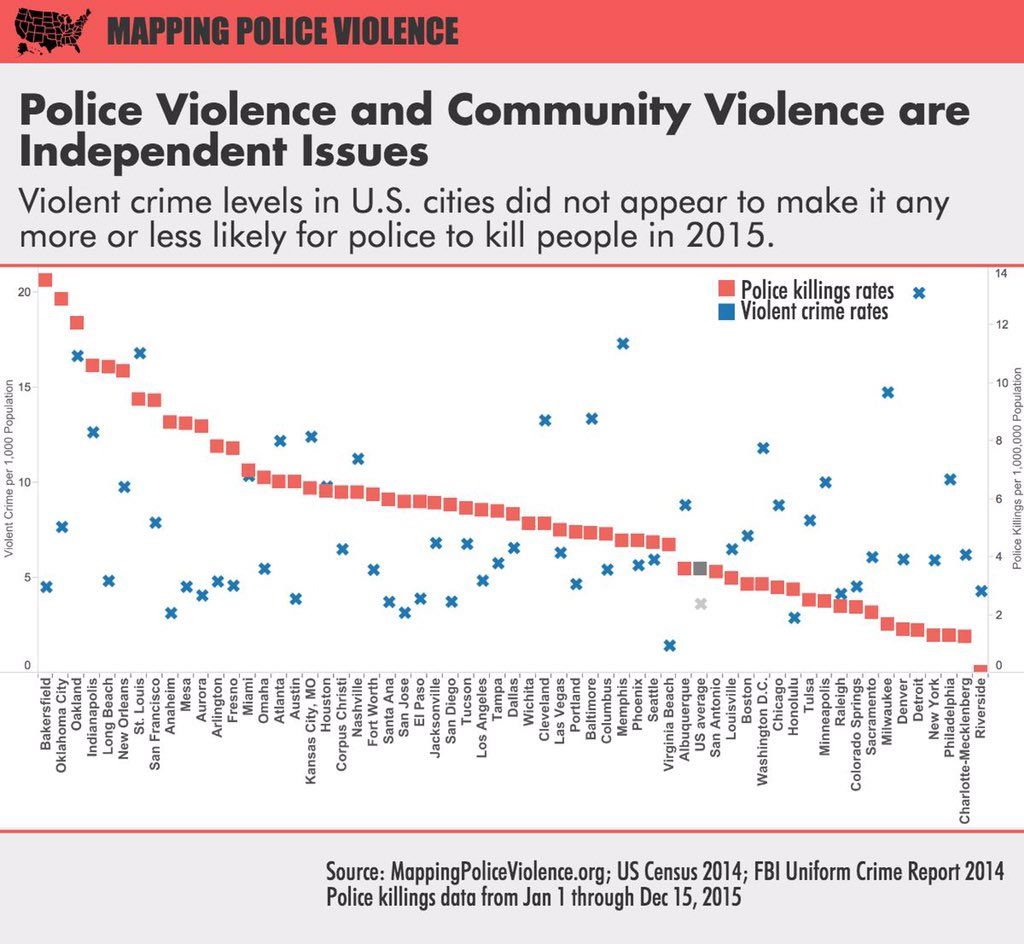 MAPPING POLICE VIOLENCE
Police Violence and Community Violence are
Independent Issues
Violent crime levels in U.S. cities did not appear to make it any
more or less likely for police to kill people in 2015.
Police killings rates
Violent crime rates
Violent Crime per 1,000 Population
20
15
10
5
0
14
12
10
8
6
4
2
0
Police Killings per 1,000,000 Population
Bakersfield
Oklahoma City
Oakland
Indianapolis
Long Beach
New Orleans
St. Louis
San Francisco
Anaheim
Mesa
Aurora
Arlington
Fresno
Miami
Omaha
Atlanta
Austin
Kansas City, MO
Houston
Corpus Christi
Nashville
Fort Worth
Santa Ana
San Jose
El Paso
Jacksonville
San Diego
Tucson
Los Angeles
Tampa
Dallas
Wichita
Cleveland
Las Vegas
Portland
Baltimore
Columbus
Memphis
Phoenix
Seattle
Virginia Beach
Albuquerque
US average
San Antonio
Louisville
Boston
Washington D.C.
Chicago
Honolulu
Tulsa
Minneapolis
Raleigh
Colorado Springs
Sacramento
Milwaukee
Denver
Detroit
New York
Philadelphia
Charlotte-Mecklenberg
Riverside
Source: MappingPoliceViolence.org; US Census 2014; FBI Uniform Crime Report 2014
Police killings data from Jan 1 through Dec 15, 2015